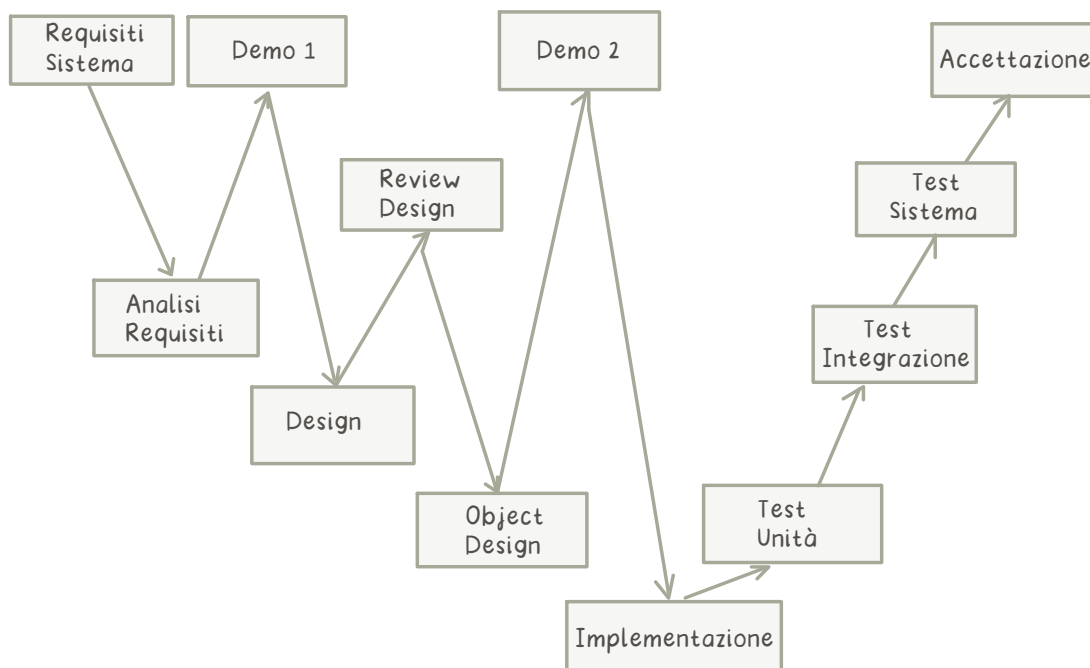 Requisiti
Sistema
Demo 1
Demo 2
Accettazione
Review
Design
Test
Sistema
Analisi
Requisiti
Test
Integrazione
Design
Object
Design
Test
Unità
Implementazione